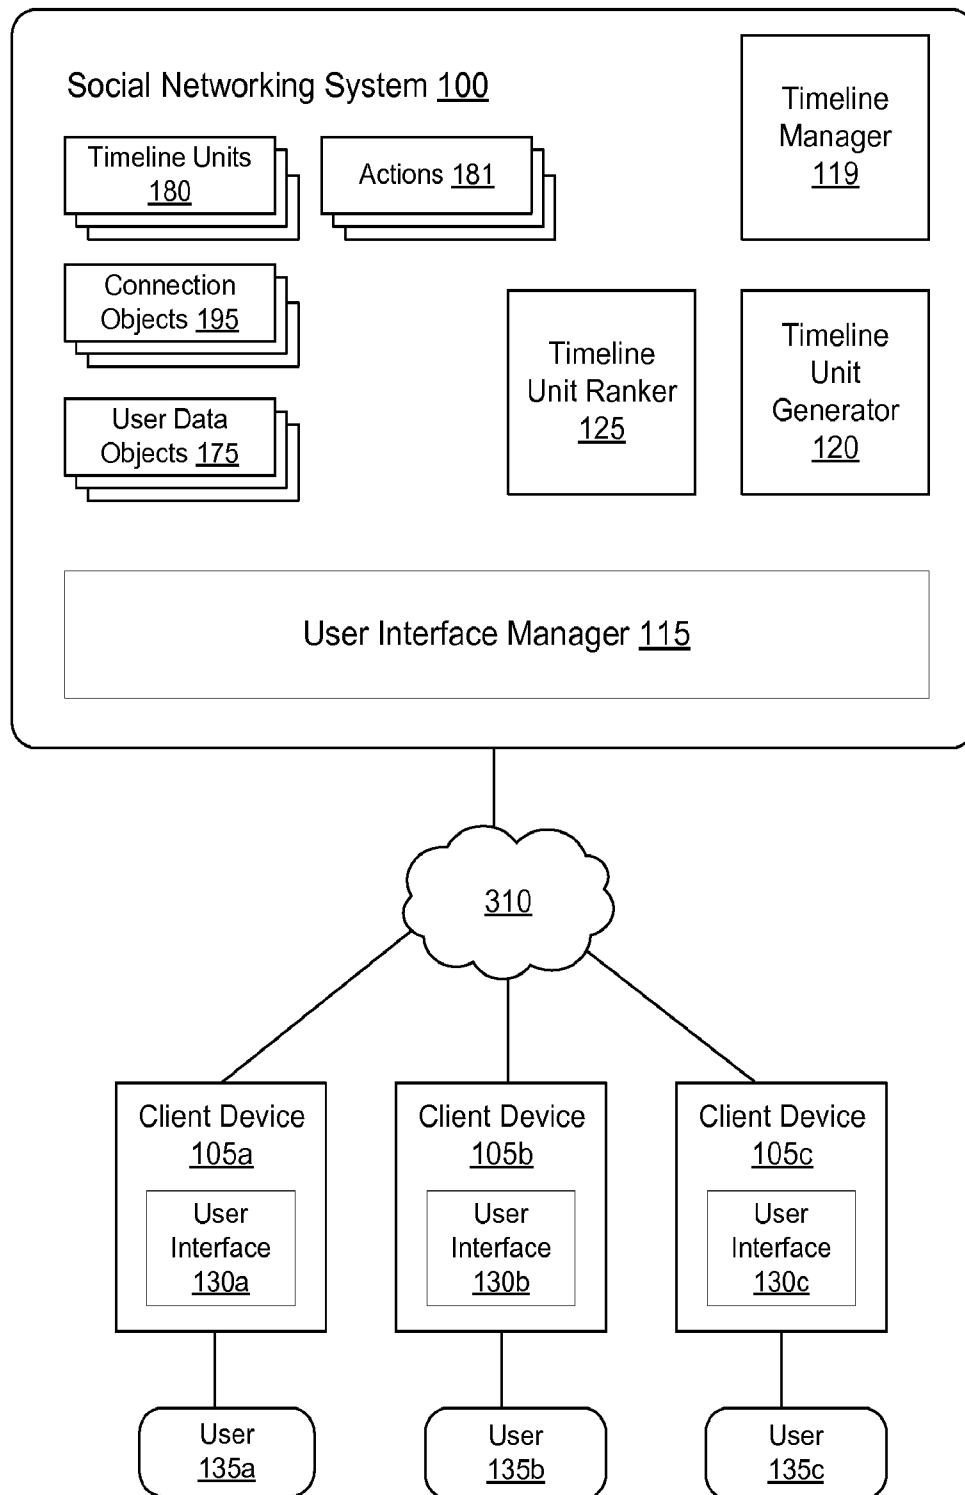 Social Networking System 100
Timeline
Manager
119
Timeline Units
180
Actions 181
Connection
Objects 195
Timeline
Unit Ranker
125
Timeline
Unit
Generator
120
User Data
Objects 175
User Interface Manager 115
310
Client Device
105a
User
Interface
130a
Client Device
105b
User
Interface
130b
Client Device
105c
User
Interface
130c
User
135a
User
135b
User
135c